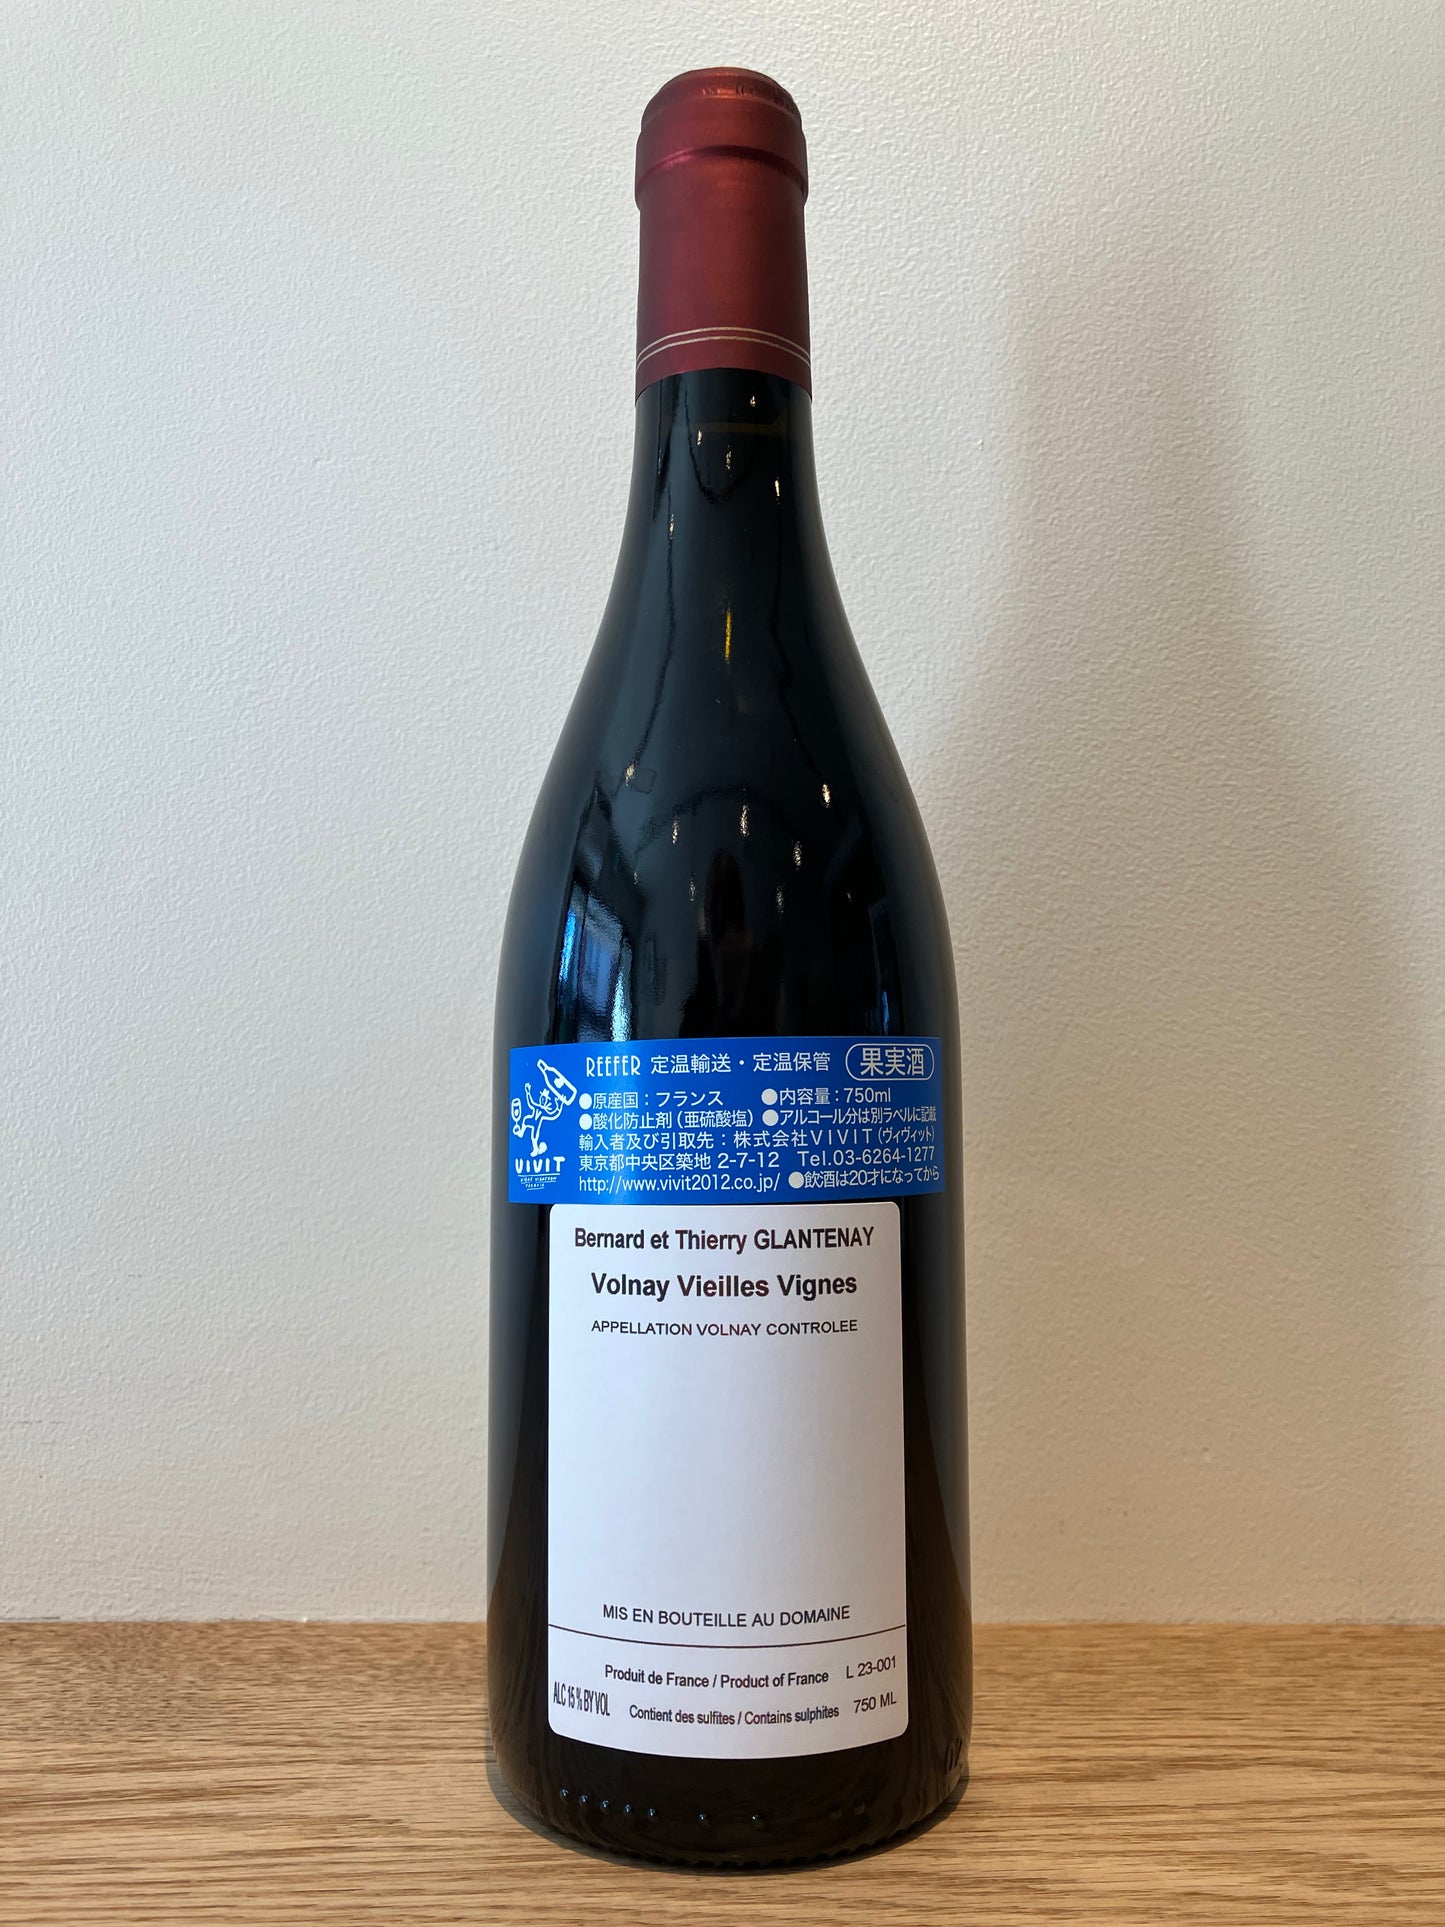 REEFER 定温輸送・定温保管 果実酒
●原産国：フランス ●内容量：750ml
●酸化防止剤（亜硫酸塩） ●アルコール分は別ラベルに記載
輸入者及び引取先：株式会社VIVIT（ヴィヴィット）
東京都中央区築地 2-7-12 Tel.03-6264-1277
http://www.vivit2012.co.jp/ ●飲酒は20才になってから
VIVIT
Bernard et Thierry GLANTENAY
Volnay Vieilles Vignes
APPELLATION VOLNAY CONTROLEE
MIS EN BOUTEILLE AU DOMAINE
Produit de France / Product of France L 23-001
ALC 15 % BY VOL Contient des sulfites / Contains sulphites 750 ML